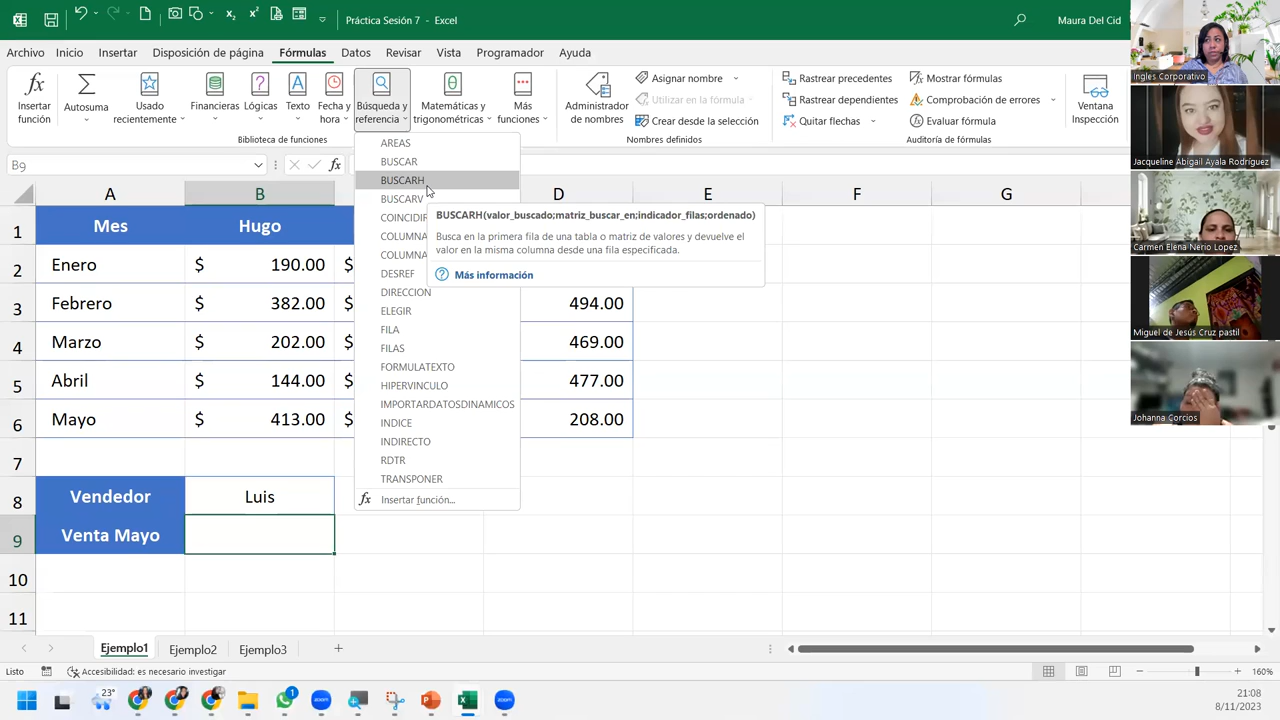 Práctica Sesión 7 - Excel
Maura Del Cid
Archivo Inicio Insertar Disposición de página Fórmulas Datos Revisar Vista Programador Ayuda
Insertar función
Autosuma
Usado recientemente
Financieras
Lógicas
Texto
Fecha y hora
Búsqueda y referencia
Matemáticas y trigonométricas
Más funciones
Biblioteca de funciones
Administrador de nombres
Asignar nombre
Utilizar en la fórmula
Crear desde la selección
Nombres definidos
Rastrear precedentes
Rastrear dependientes
Quitar flechas
Mostrar fórmulas
Comprobación de errores
Evaluar fórmula
Auditoría de fórmulas
Ventana Inspección
B9
fx
AREAS
BUSCAR
BUSCARH
BUSCARV
COINCIDIR
COLUMNA
COLUMNA
DESREF
DIRECCION
ELEGIR
FILA
FILAS
FORMULATEXTO
HIPERVINCULO
IMPORTARDATOSDINAMICOS
INDICE
INDIRECTO
RDTR
TRANSPONER
fx Insertar función...
BUSCARH(valor_buscado;matriz_buscar_en;indicador_filas;ordenado)
Busca en la primera fila de una tabla o matriz de valores y devuelve el
valor en la misma columna desde una fila especificada.
Más información
A B D E F G
1 Mes Hugo
2 Enero $ 190.00 $
3 Febrero $ 382.00 $ 494.00
4 Marzo $ 202.00 $ 469.00
5 Abril $ 144.00 $ 477.00
6 Mayo $ 413.00 $ 208.00
7
8 Vendedor Luis
9 Venta Mayo
10
11
Ejemplo1 Ejemplo2 Ejemplo3
Listo
Accesibilidad: es necesario investigar
160%
23°
1
zoom
zoom
21:08
8/11/2023
Ingles Corporativo
Jacqueline Abigail Ayala Rodríguez
Carmen Elena Nerio Lopez
Miguel de Jesús Cruz pastil
Johanna Corcios